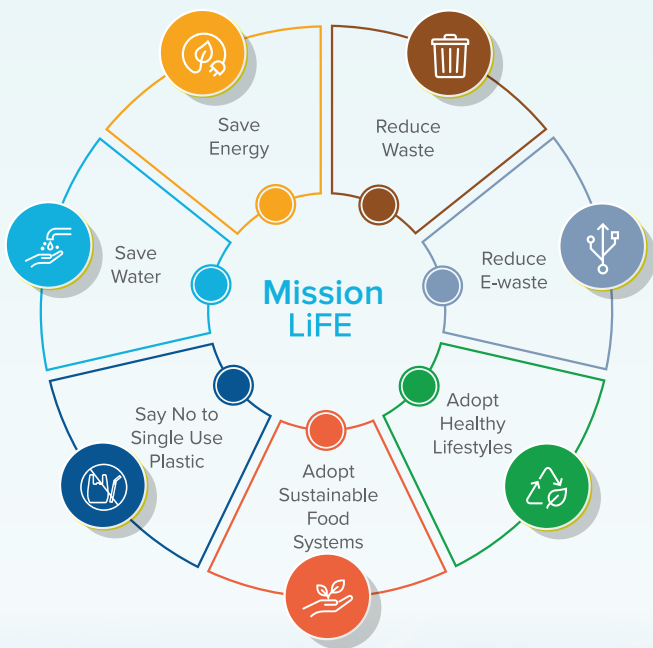 Save
Energy
Reduce
Waste
Save
Water
Reduce
E-waste
Mission
LiFE
Say No to
Single Use
Plastic
Adopt
Healthy
Lifestyles
Adopt
Sustainable
Food
Systems